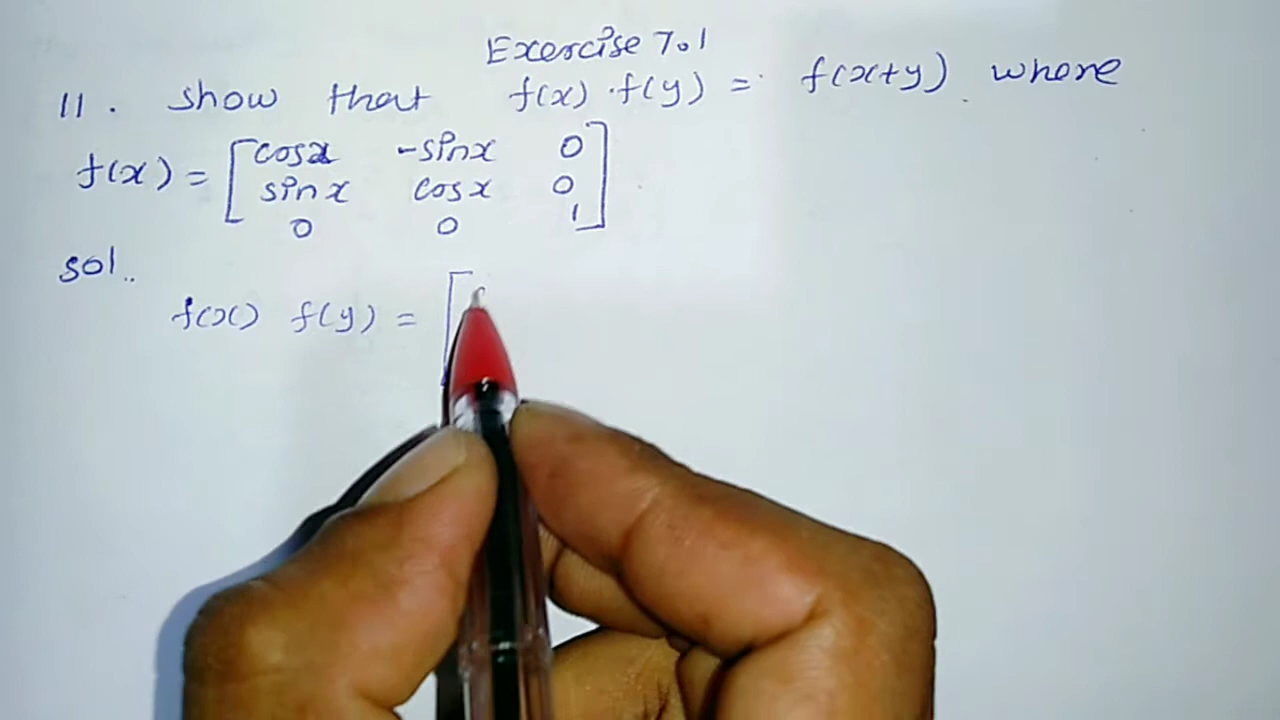 Exercise 7.1
11. Show that f(x) . f(y) = f(x+y) where
f(x) = [cosx -sinx 0
sinx cosx 0
0 0 1]
sol..
f(x) f(y) = [